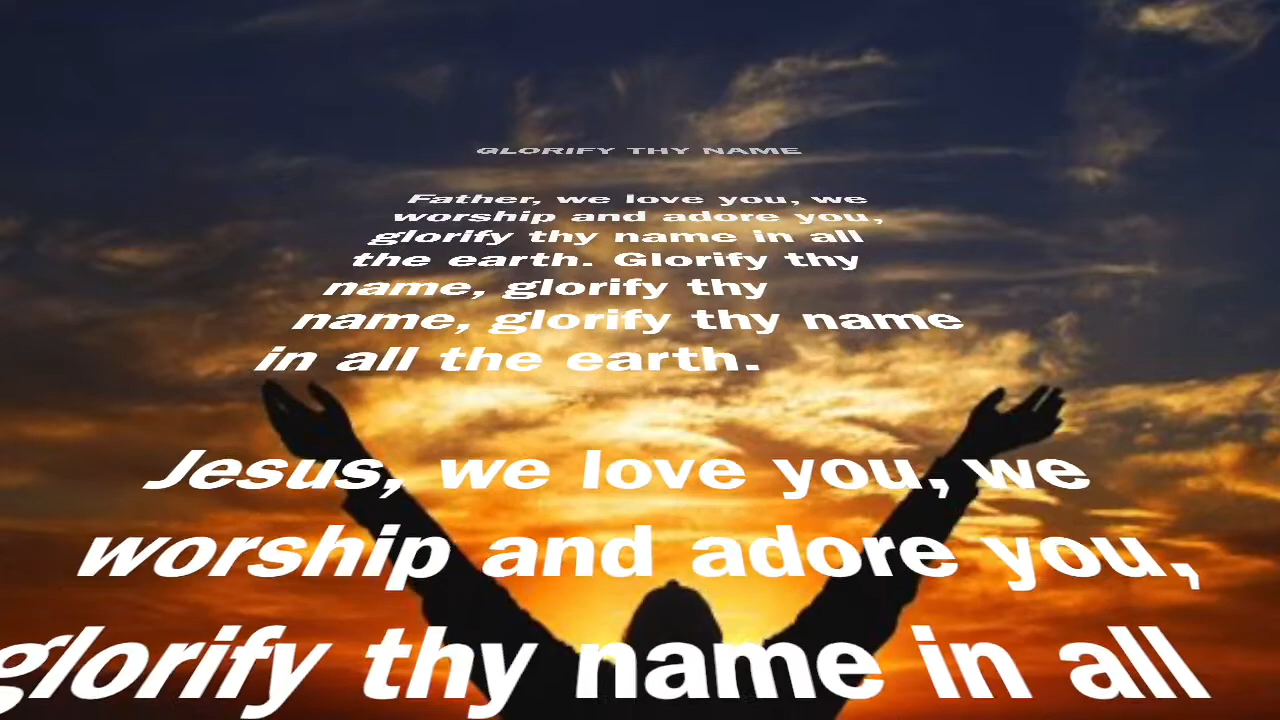 GLORIFY THY NAME
Father, we love you, we
worship and adore you,
glorify thy name in all
the earth. Glorify thy
name, glorify thy
name, glorify thy name
in all the earth.
Jesus, we love you, we
worship and adore you,
glorify thy name in all